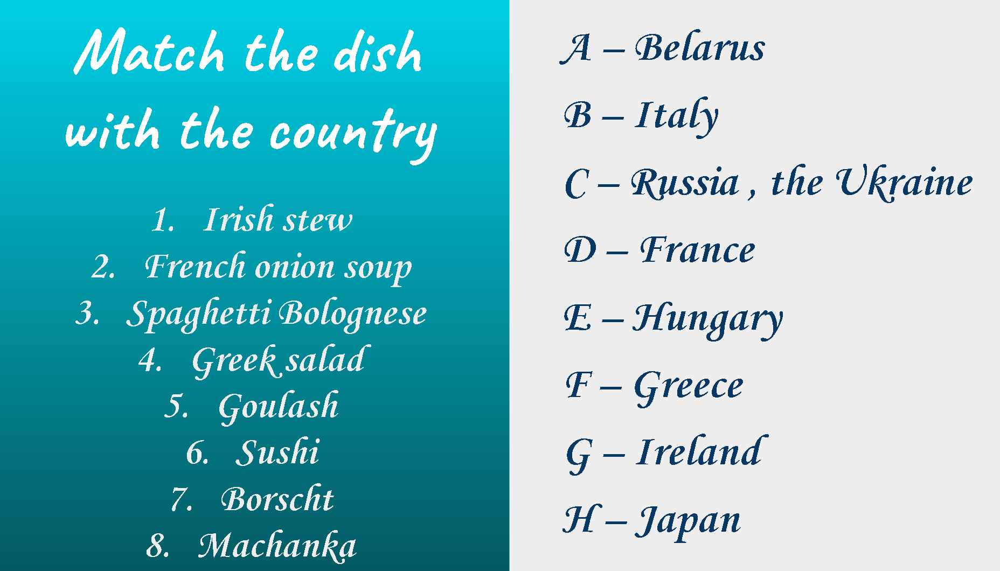 Match the dish
with the country
1. Irish stew
2. French onion soup
3. Spaghetti Bolognese
4. Greek salad
5. Goulash
6. Sushi
7. Borscht
8. Machanka
A – Belarus
B – Italy
C – Russia , the Ukraine
D – France
E – Hungary
F – Greece
G – Ireland
H – Japan